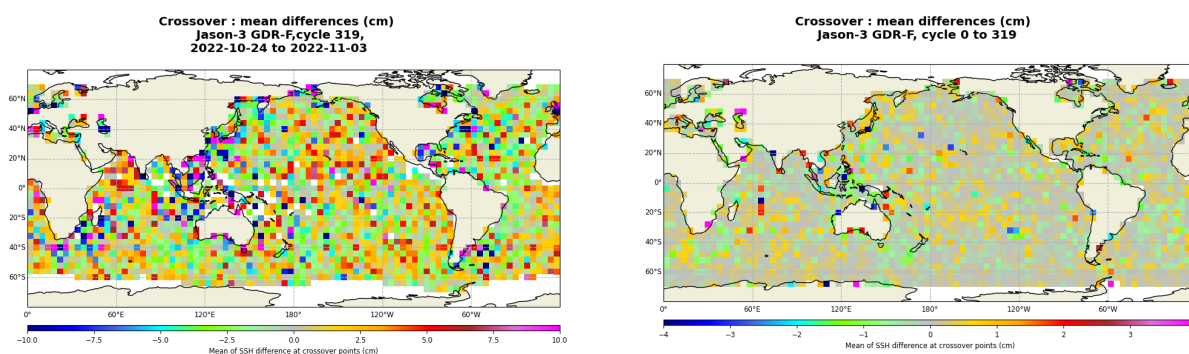 Crossover : mean differences (cm)
Jason-3 GDR-F,cycle 319,
2022-10-24 to 2022-11-03
60°N
40°N
20°N
0°
20°S
40°S
60°S
0°
60°E
120°E
180°
120°W
60°W
−10.0
−7.5
−5.0
−2.5
0.0
2.5
5.0
7.5
10.0
Mean of SSH difference at crossover points (cm)
Crossover : mean differences (cm)
Jason-3 GDR-F, cycle 0 to 319
60°N
40°N
20°N
0°
20°S
40°S
60°S
0°
60°E
120°E
180°
120°W
60°W
−4
−3
−2
−1
0
1
2
3
Mean of SSH difference at crossover points (cm)